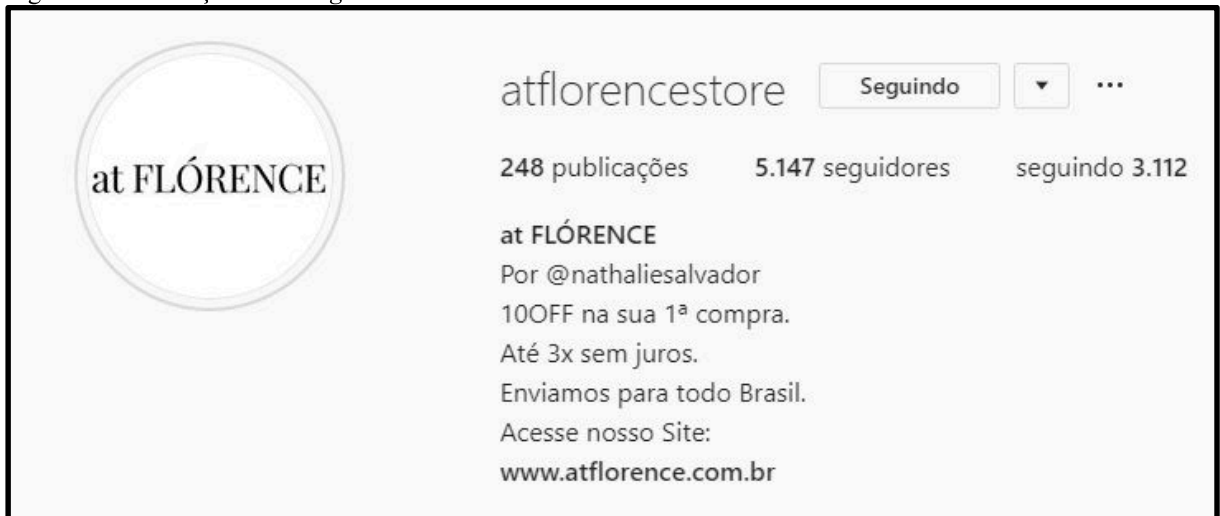 at FLÓRENCE
atflorencestore Seguindo ...
248 publicações 5.147 seguidores seguindo 3.112
at FLÓRENCE
Por @nathaliesalvador
10OFF na sua 1ª compra.
Até 3x sem juros.
Enviamos para todo Brasil.
Acesse nosso Site:
www.atflorence.com.br